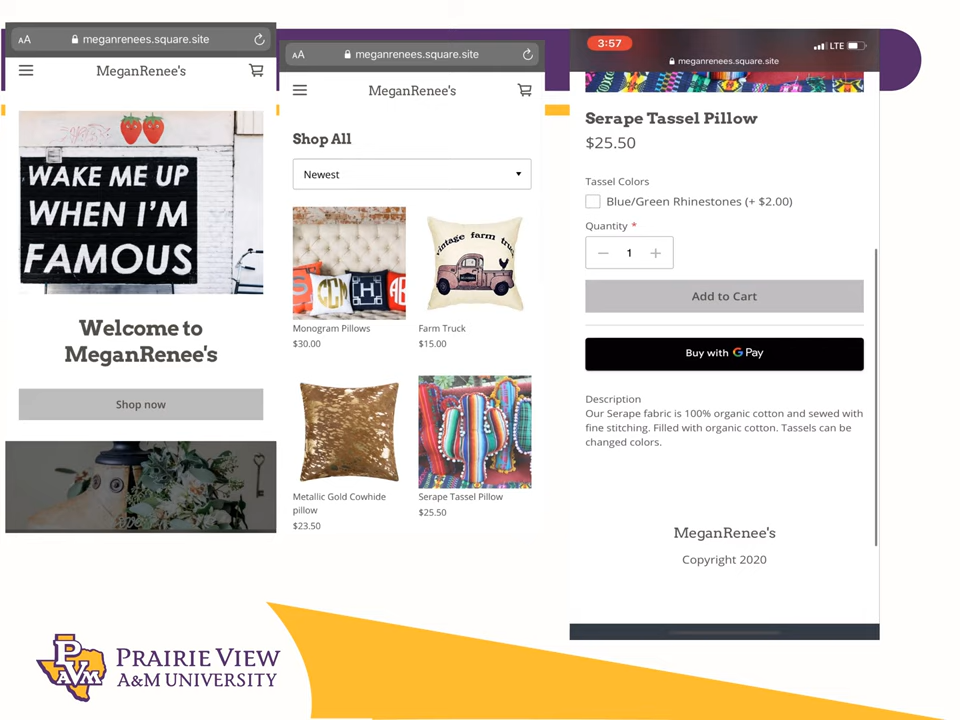 AA meganrenees.square.site
MeganRenee's
WAKE ME UP
WHEN I'M
FAMOUS
Welcome to
MeganRenee's
Shop now
AA meganrenees.square.site
MeganRenee's
Shop All
Newest
Monogram Pillows
$30.00
vintage farm truck
Farm Truck
$15.00
Metallic Gold Cowhide
pillow
$23.50
Serape Tassel Pillow
$25.50
3:57 LTE
meganrenees.square.site
Serape Tassel Pillow
$25.50
Tassel Colors
Blue/Green Rhinestones (+ $2.00)
Quantity *
1
Add to Cart
Buy with G Pay
Description
Our Serape fabric is 100% organic cotton and sewed with
fine stitching. Filled with organic cotton. Tassels can be
changed colors.
MeganRenee's
Copyright 2020
PV
A&M
PRAIRIE VIEW
A&M UNIVERSITY